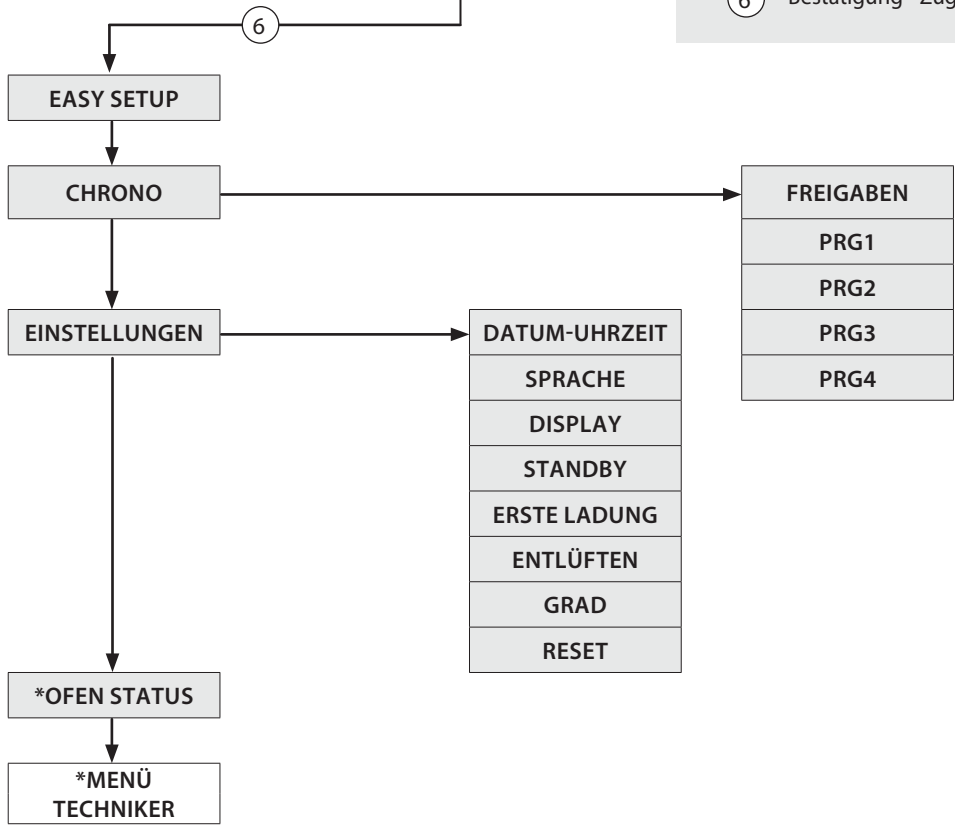 6
6 Bestätigung
EASY SETUP
CHRONO
FREIGABEN
PRG1
PRG2
PRG3
PRG4
EINSTELLUNGEN
DATUM-UHRZEIT
SPRACHE
DISPLAY
STANDBY
ERSTE LADUNG
ENTLÜFTEN
GRAD
RESET
*OFEN STATUS
*MENÜ
TECHNIKER